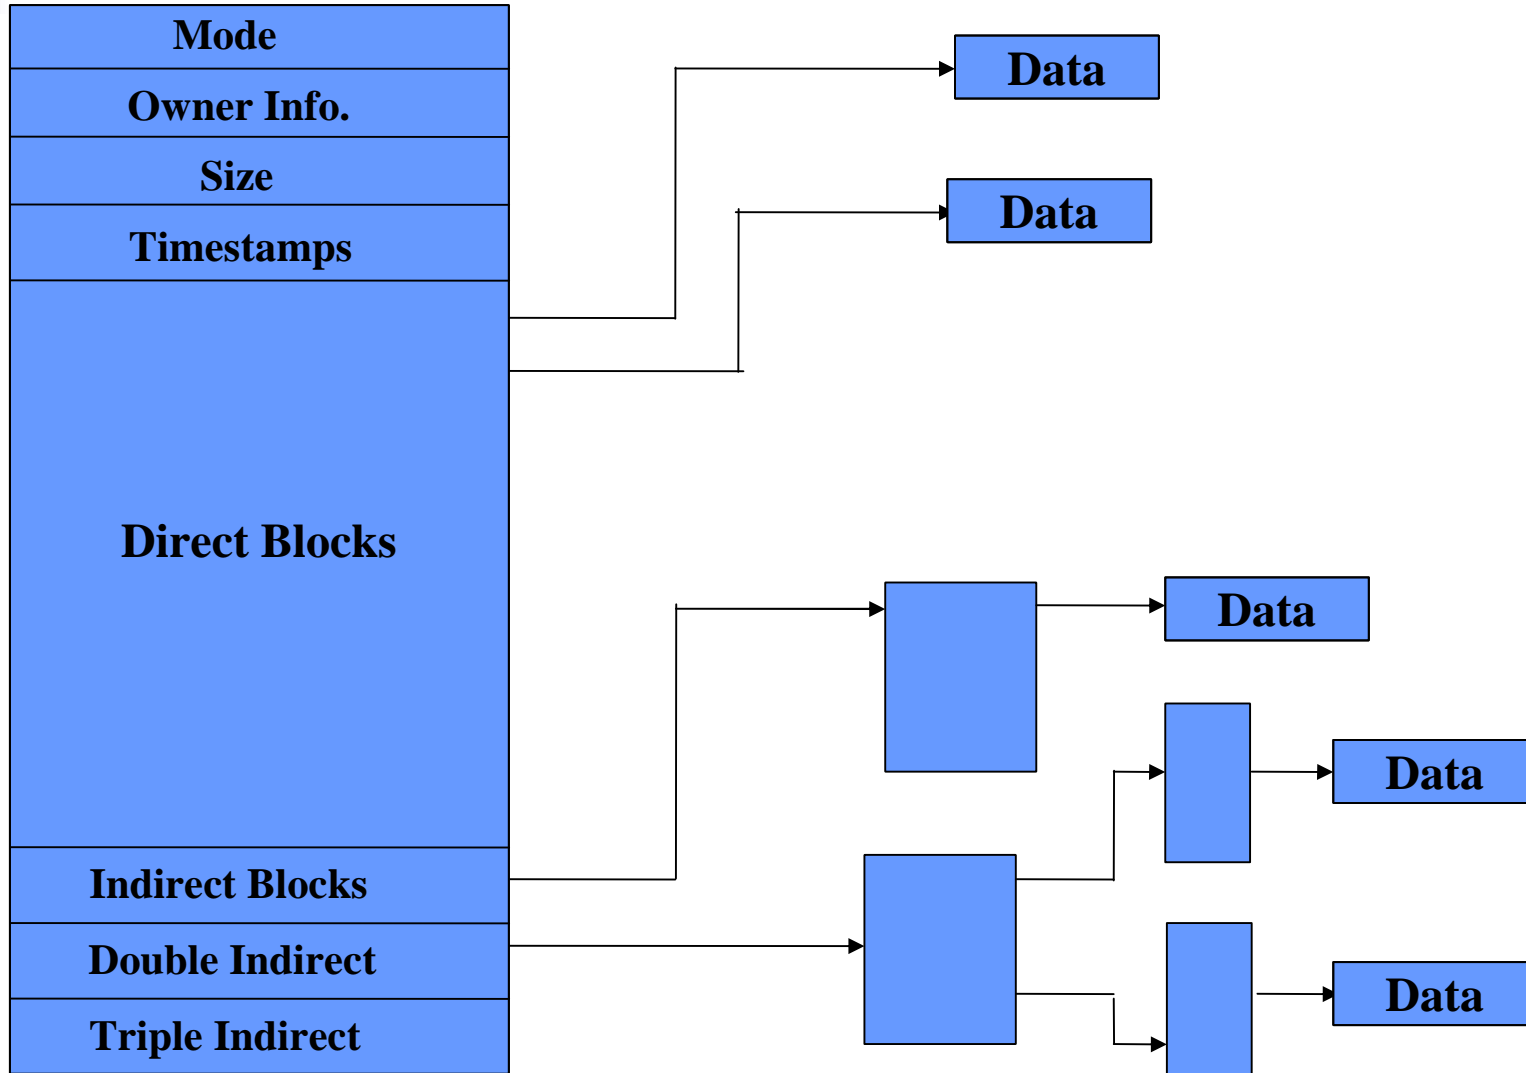 Mode
Owner Info.
Size
Timestamps
Direct Blocks
Indirect Blocks
Double Indirect
Triple Indirect
Data
Data
Data
Data
Data